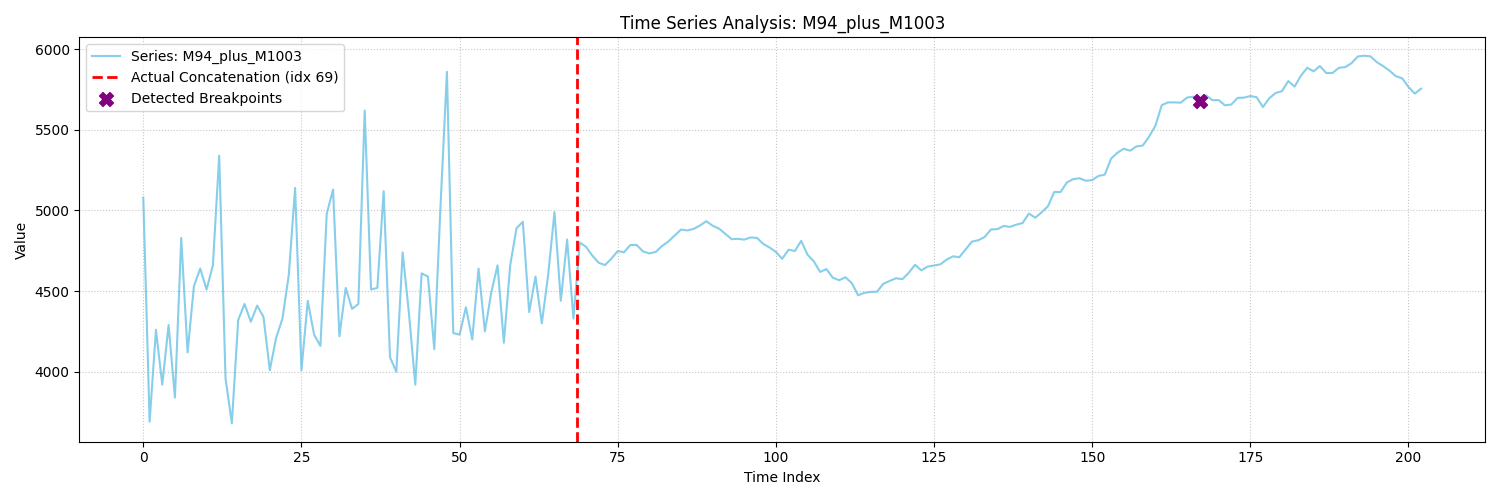 Time Series Analysis: M94_plus_M1003
Series: M94_plus_M1003
Actual Concatenation (idx 69)
Detected Breakpoints
Value
6000
5500
5000
4500
4000
0 25 50 75 100 125 150 175 200
Time Index